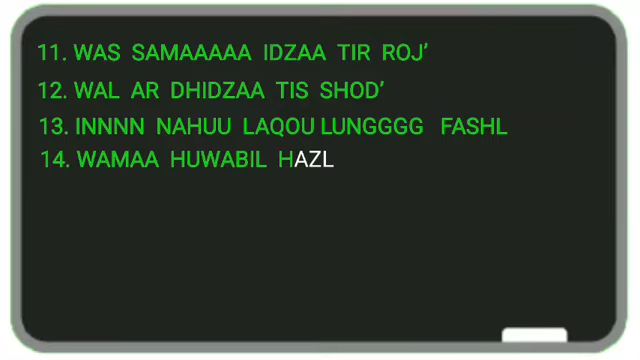 11. WAS SAMAAAAA IDZAA TIR ROJ’
12. WAL AR DHIDZAA TIS SHOD’
13. INNNN NAHUU LAQOU LUNGGGG FASHL
14. WAMAA HUWABIL HAZL